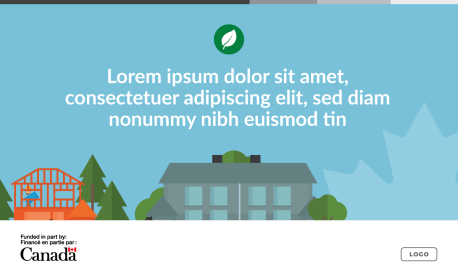 Lorem ipsum dolor sit amet,
consectetuer adipiscing elit, sed diam
nonummy nibh euismod tin
Funded in part by:
Financé en partie par :
Canada
LOGO